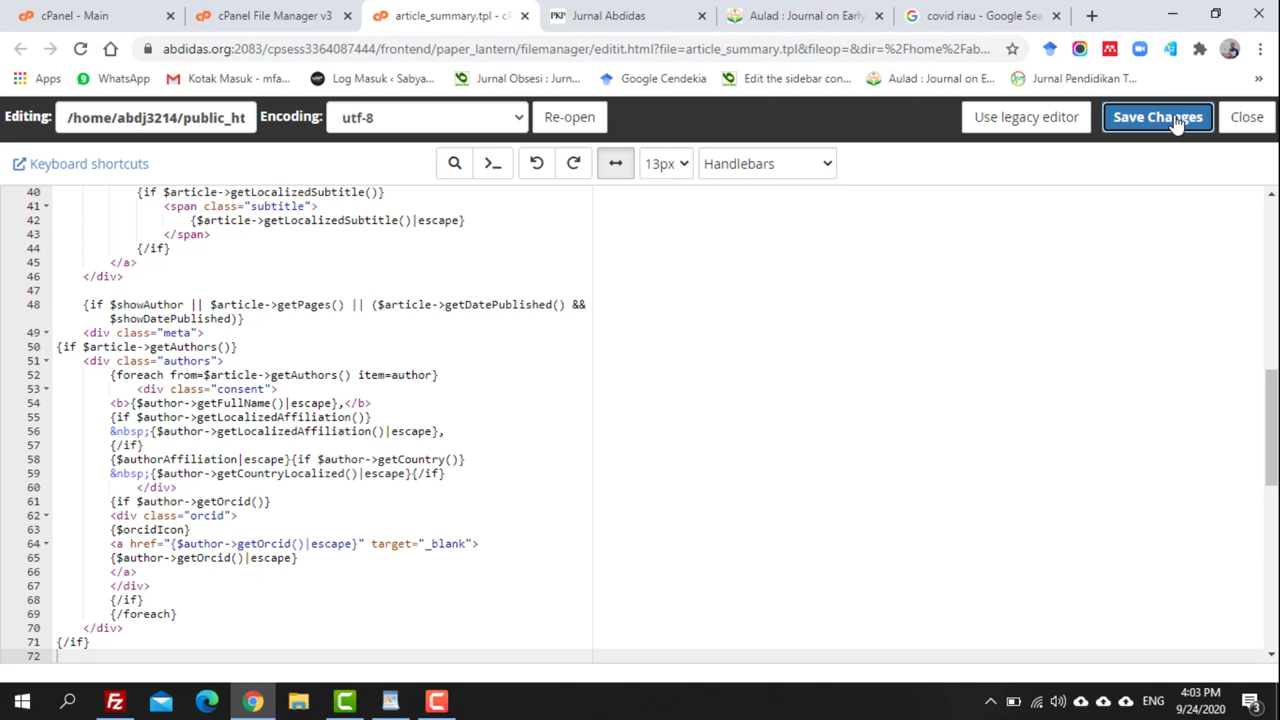 cPanel - Main
cPanel File Manager v3
article_summary.tpl - cP
PKP Jurnal Abdidas
Aulad : Journal on Early
covid riau - Google Sea
abdidas.org:2083/cpsess3364087444/frontend/paper_lantern/filemanager/editit.html?file=article_summary.tpl&fileop=&dir=%2Fhome%2Fab...
Apps
WhatsApp
Kotak Masuk - mfa...
Log Masuk ‹ Sabya...
Jurnal Obsesi : Jurn...
Google Cendekia
Edit the sidebar con...
Aulad : Journal on E...
Jurnal Pendidikan T...
»
Editing: /home/abdj3214/public_ht Encoding: utf-8 Re-open Use legacy editor Save Changes Close
Keyboard shortcuts 13px Handlebars
40 {if $article->getLocalizedSubtitle()}
41 <span class="subtitle">
42 {$article->getLocalizedSubtitle()|escape}
43 </span>
44 {/if}
45 </a>
46 </div>
47
48 {if $showAuthor || $article->getPages() || ($article->getDatePublished() &&
$showDatePublished)}
49 <div class="meta">
50 {if $article->getAuthors()}
51 <div class="authors">
52 {foreach from=$article->getAuthors() item=author}
53 <div class="consent">
54 <b>{$author->getFullName()|escape},</b>
55 {if $author->getLocalizedAffiliation()}
56 &nbsp;{$author->getLocalizedAffiliation()|escape},
57 {/if}
58 {$authorAffiliation|escape}{if $author->getCountry()}
59 &nbsp;{$author->getCountryLocalized()|escape}{/if}
60 </div>
61 {if $author->getOrcid()}
62 <div class="orcid">
63 {$orcidIcon}
64 <a href="{$author->getOrcid()|escape}" target="_blank">
65 {$author->getOrcid()|escape}
66 </a>
67 </div>
68 {/if}
69 {/foreach}
70 </div>
71 {/if}
72
ENG
4:03 PM
9/24/2020
3